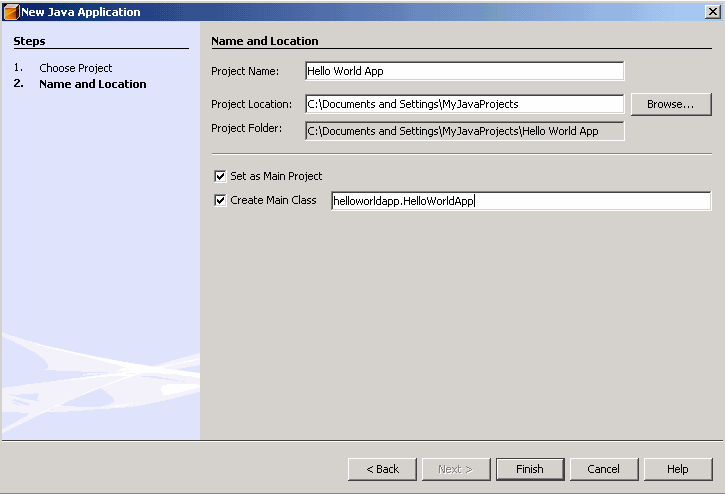 New Java Application
Steps
1. Choose Project
2. Name and Location
Name and Location
Project Name: Hello World App
Project Location: C:\Documents and Settings\MyJavaProjects Browse...
Project Folder: C:\Documents and Settings\MyJavaProjects\Hello World App
Set as Main Project
Create Main Class helloworldapp.HelloWorldApp
< Back Next > Finish Cancel Help